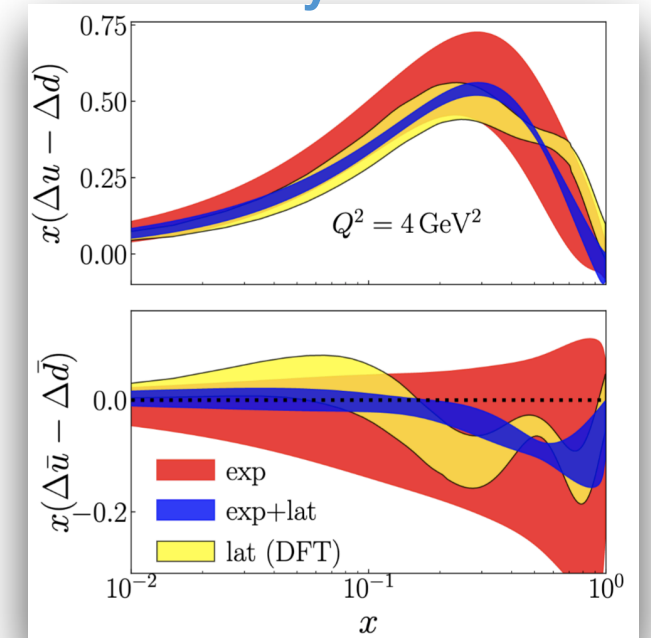 y
0.75
0.50
0.25
0.00
x(Δu − Δd)
Q² = 4 GeV²
0.0
−0.2
x(Δū − Δd̄)
exp
exp+lat
lat (DFT)
10⁻²
10⁻¹
10⁰
x